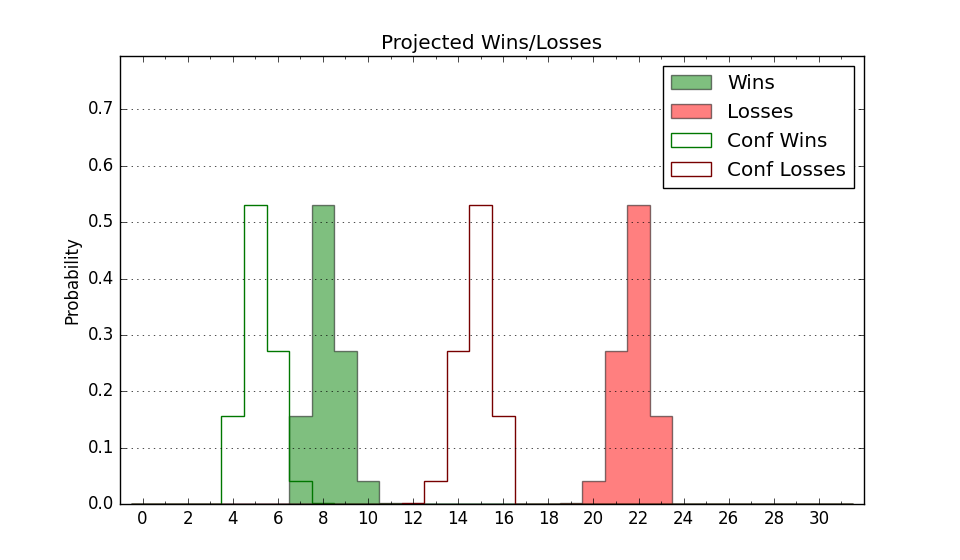 Projected Wins/Losses
Wins
Losses
Conf Wins
Conf Losses
Probability
0.7
0.6
0.5
0.4
0.3
0.2
0.1
0.0
0 2 4 6 8 10 12 14 16 18 20 22 24 26 28 30